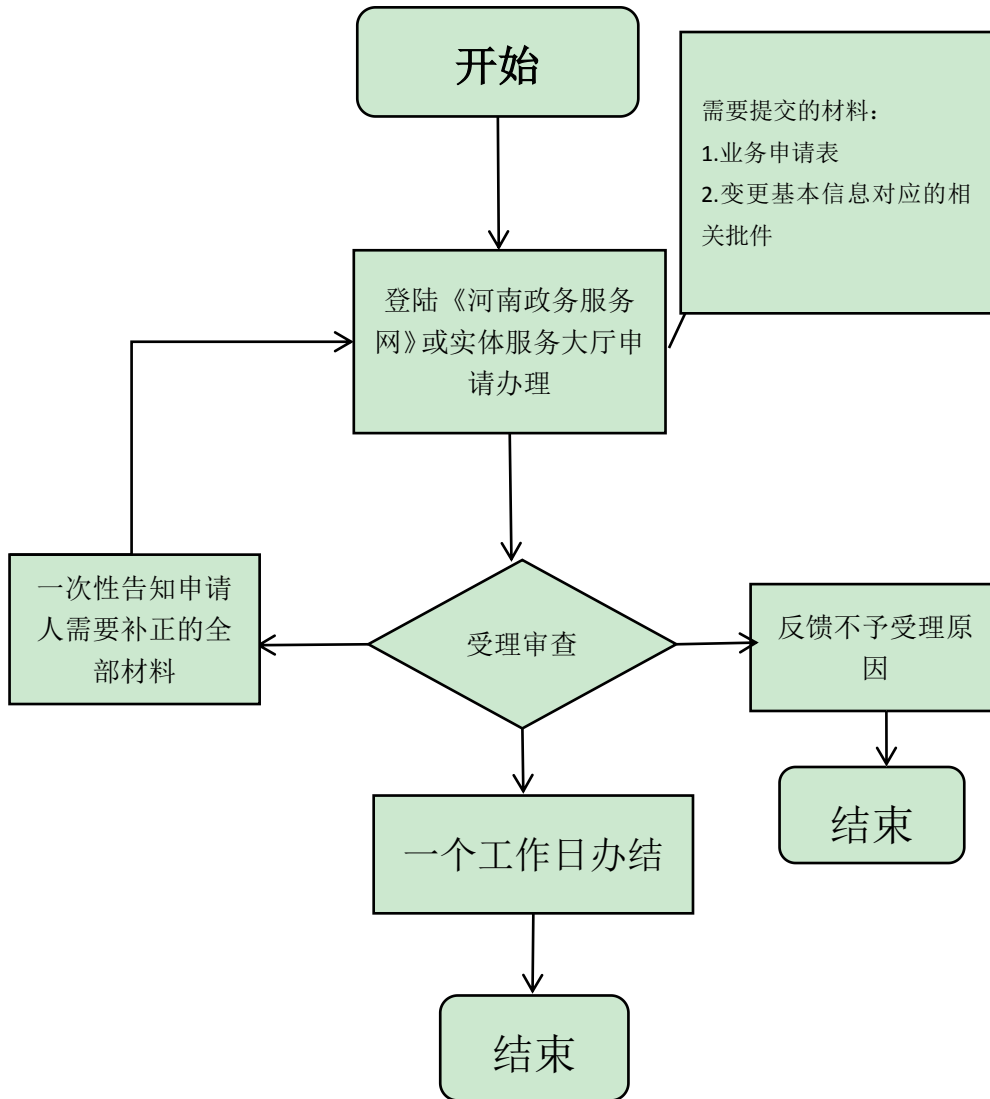 开始
需要提交的材料：
1.业务申请表
2.变更基本信息对应的相
关批件
登陆《河南政务服务
网》或实体服务大厅申
请办理
一次性告知申请
人需要补正的全
部材料
受理审查
反馈不予受理原
因
结束
一个工作日办结
结束